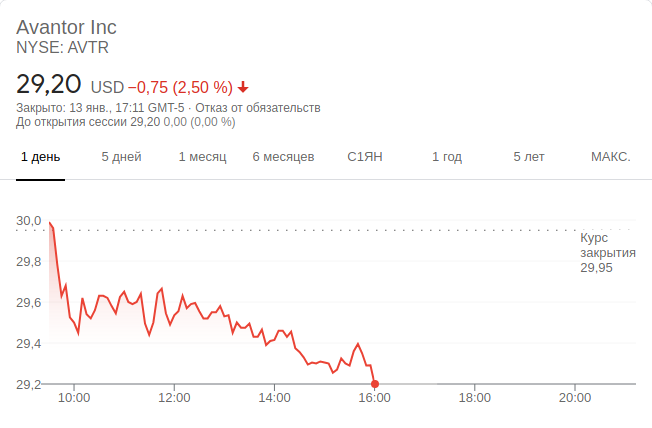 Avantor Inc
NYSE: AVTR
29,20 USD −0,75 (2,50 %)
Закрыто: 13 янв., 17:11 GMT-5 · Отказ от обязательств
До открытия сессии 29,20 0,00 (0,00 %)
1 день 5 дней 1 месяц 6 месяцев С1ЯН 1 год 5 лет МАКС.
30,0
Курс
закрытия
29,95
29,8
29,6
29,4
29,2
10:00 12:00 14:00 16:00 18:00 20:00